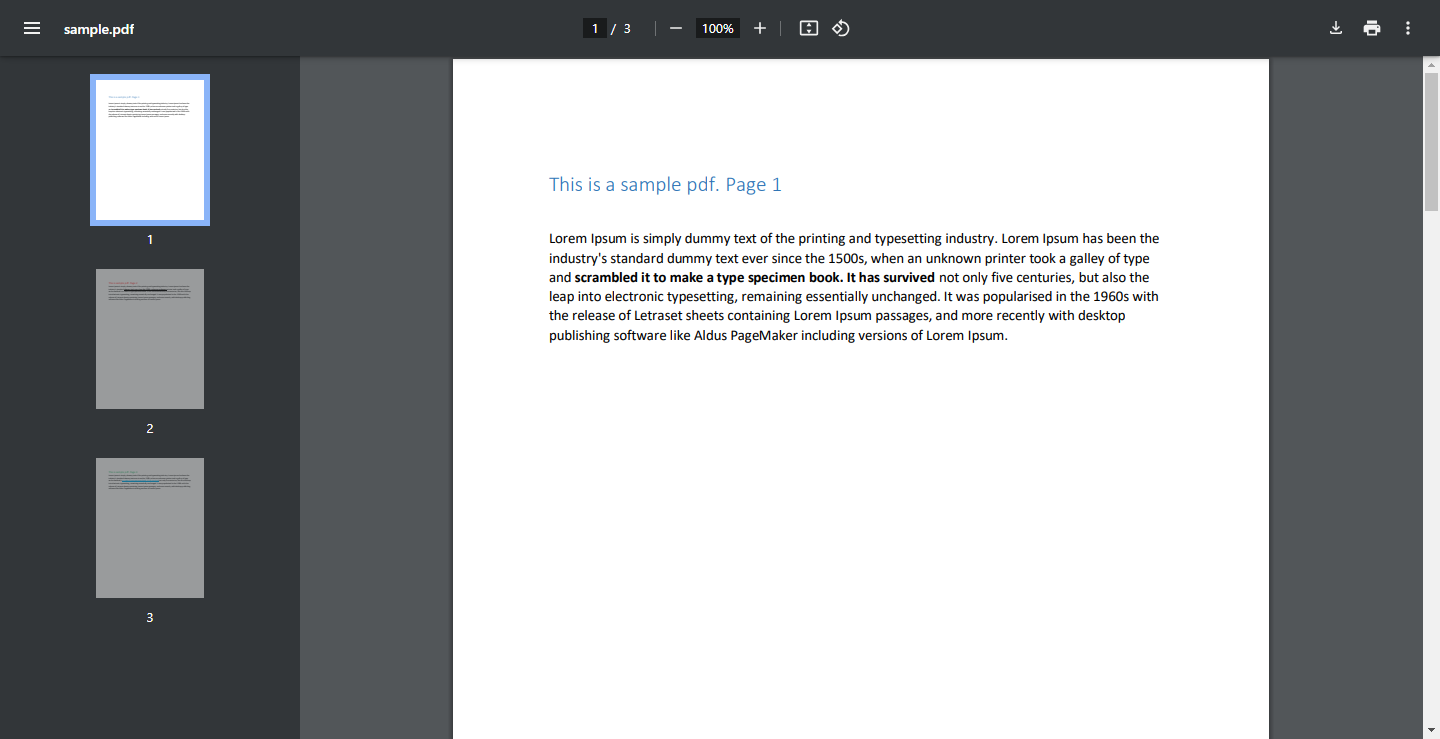 sample.pdf
1 / 3
100%
1
2
3
This is a sample pdf. Page 1
Lorem Ipsum is simply dummy text of the printing and typesetting industry. Lorem Ipsum has been the
industry's standard dummy text ever since the 1500s, when an unknown printer took a galley of type
and scrambled it to make a type specimen book. It has survived not only five centuries, but also the
leap into electronic typesetting, remaining essentially unchanged. It was popularised in the 1960s with
the release of Letraset sheets containing Lorem Ipsum passages, and more recently with desktop
publishing software like Aldus PageMaker including versions of Lorem Ipsum.